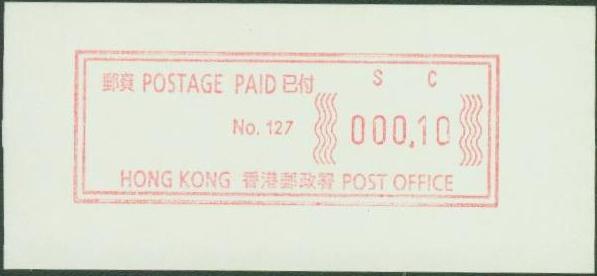 郵資 POSTAGE PAID 已付 S C
No. 127 000,10
HONG KONG 香港郵政署 POST OFFICE